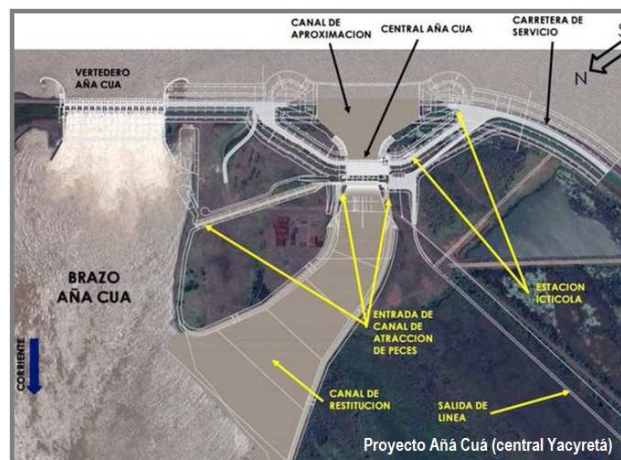 CANAL DE
APROXIMACION
CENTRAL AÑA CUA
CARRETERA DE
SERVICIO
S
N
VERTEDERO
AÑA CUA
BRAZO
AÑA CUA
CORRIENTE
ENTRADA DE
CANAL DE
ATRACCION
DE PECES
ESTACION
ICTICOLA
CANAL DE
RESTITUCION
SALIDA DE
LINEA
Proyecto Añá Cuá (central Yacyretá)